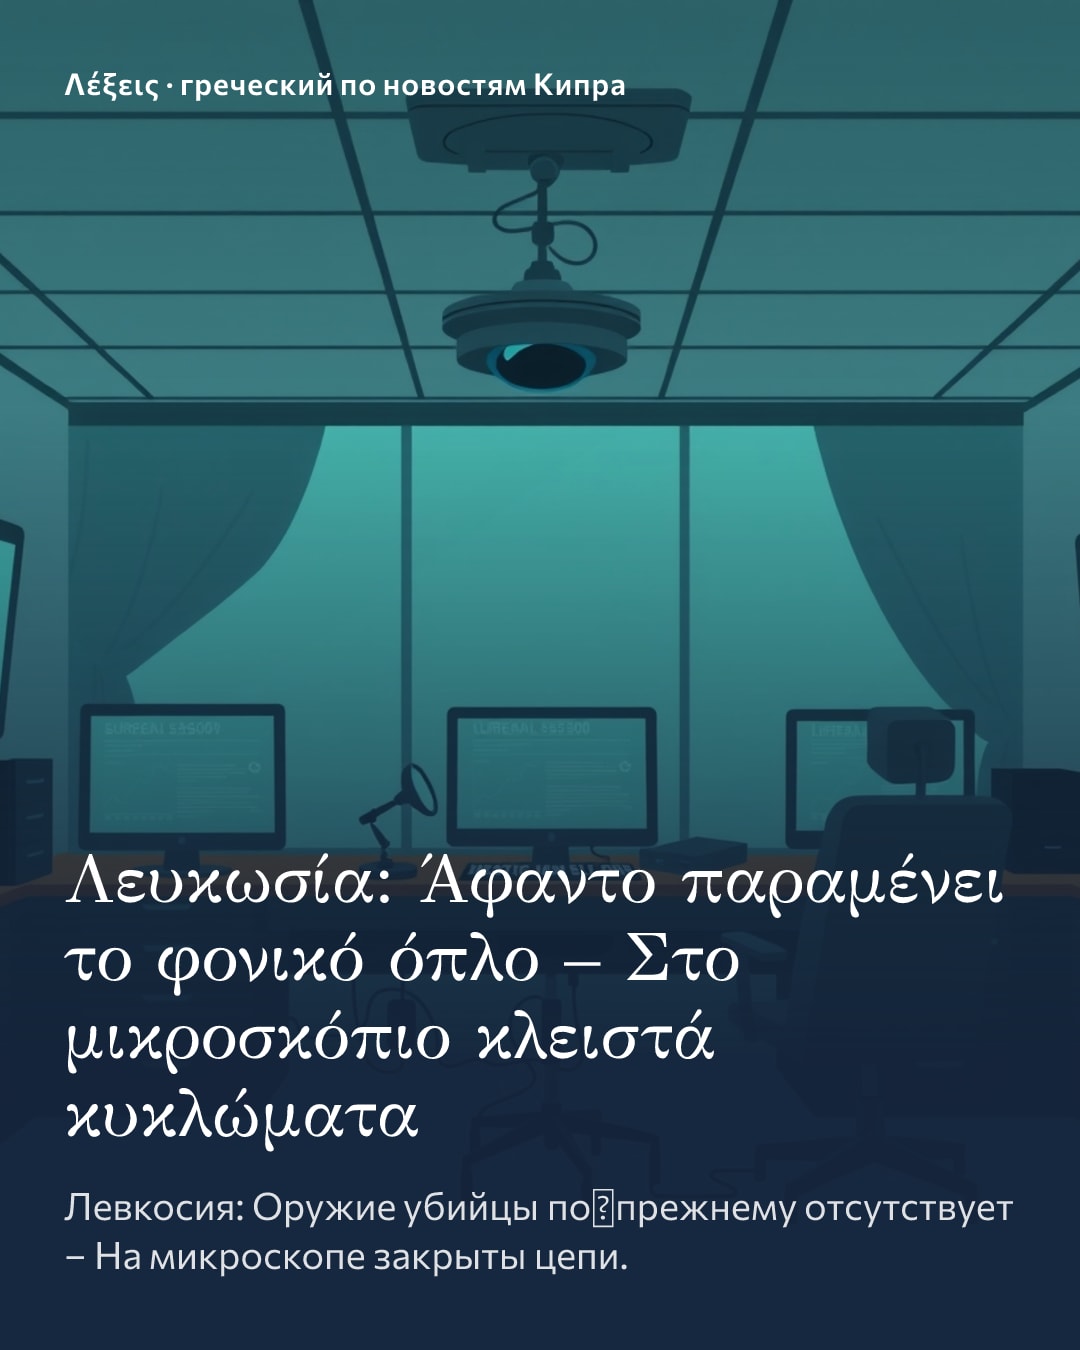 Λέξεις · греческий по новостям Кипра
Λευκωσία: Άφαντο παραμένει
το φονικό όπλο – Στο
μικροσκόπιο κλειστά
κυκλώματα
Левкосия: Оружие убийцы по�прежнему отсутствует
– На микроскопе закрыты цепи.